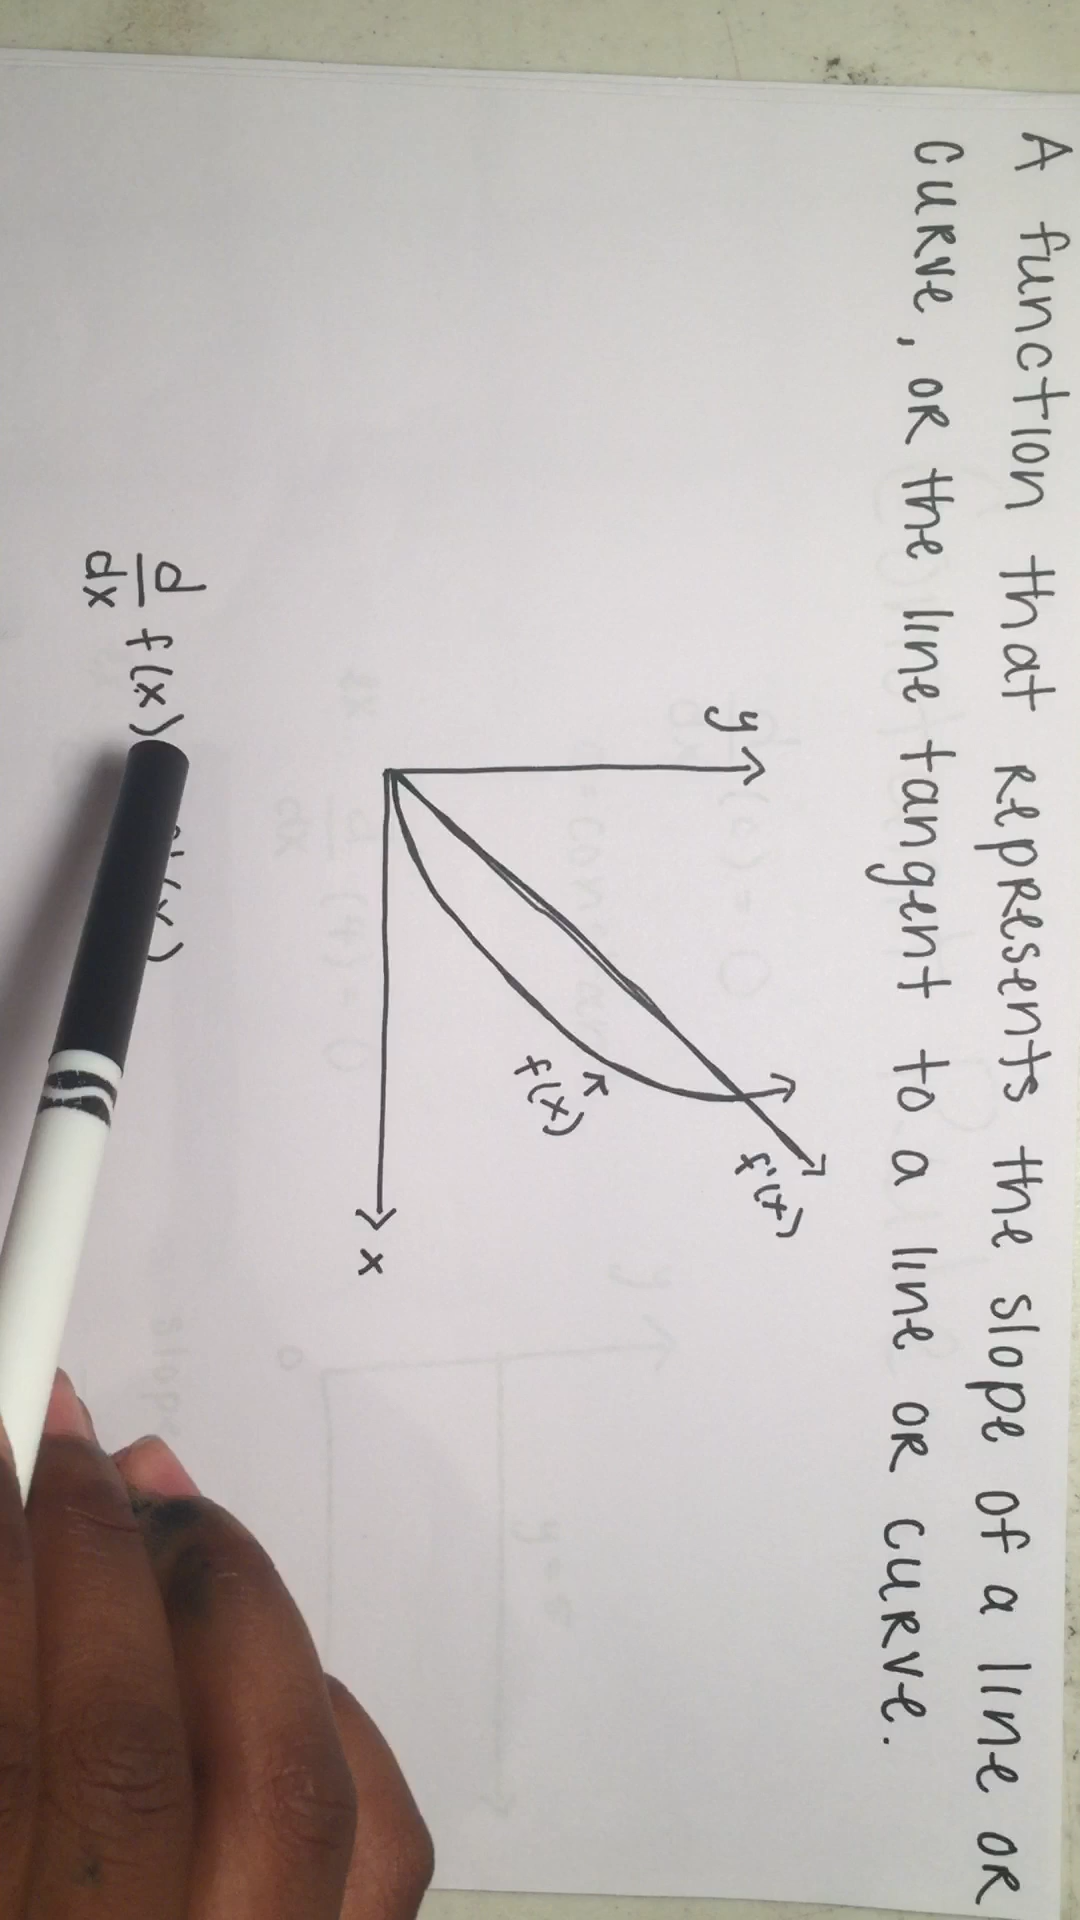 A function that represents the slope of a line or
curve, or the line tangent to a line or curve.
y
f'(x)
f(x)
x
d/dx f(x)